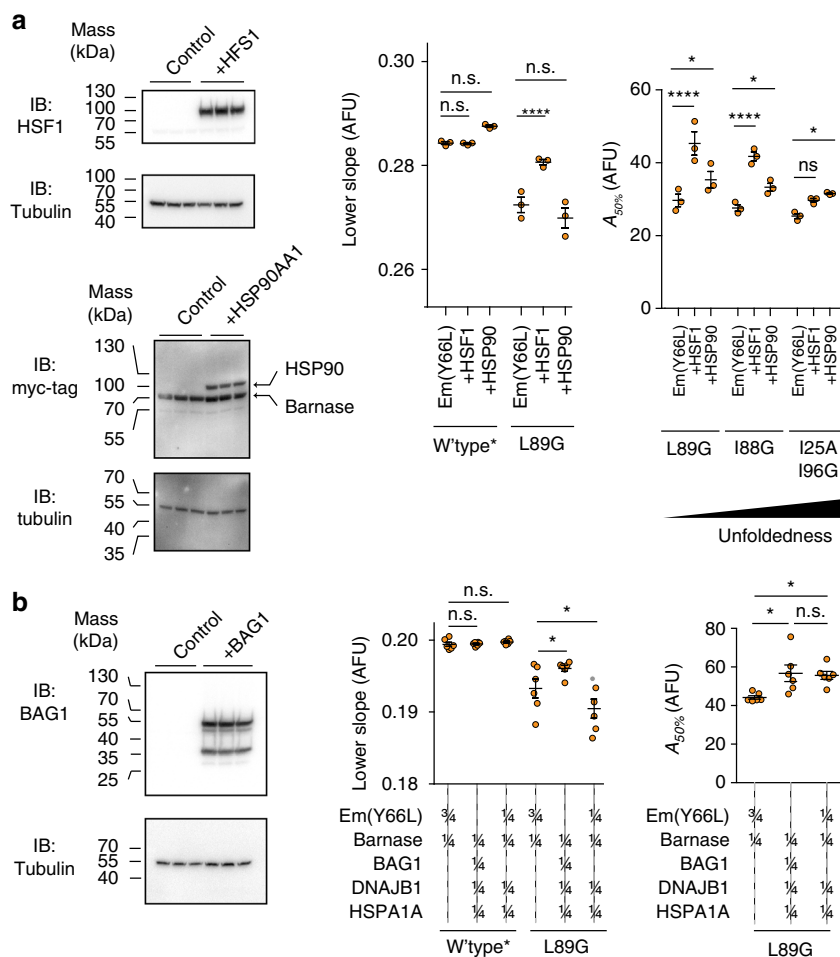 a
Mass
(kDa)
Control
+HFS1
IB:
HSF1
130
100
70
55
IB:
Tubulin
100
70
55
40
Mass
(kDa)
Control
+HSP90AA1
IB:
myc-tag
130
100
70
55
HSP90
Barnase
IB:
tubulin
70
55
40
35
Lower slope (AFU)
0.30
0.28
0.26
n.s.
n.s.
n.s.
****
Em(Y66L)
+HSF1
+HSP90
Em(Y66L)
+HSF1
+HSP90
W'type*
L89G
A50% (AFU)
60
40
20
0
*
****
*
****
*
ns
Em(Y66L)
+HSF1
+HSP90
Em(Y66L)
+HSF1
+HSP90
Em(Y66L)
+HSF1
+HSP90
L89G
I88G
I25A
I96G
Unfoldedness
b
Mass
(kDa)
Control
+BAG1
IB:
BAG1
130
100
70
55
40
35
25
IB:
Tubulin
70
55
40
Lower slope (AFU)
0.20
0.19
0.18
n.s.
n.s.
*
*
Em(Y66L) ¾ ¼ ¾ ¼
Barnase ¼ ¼ ¼ ¼ ¼ ¼
BAG1 ¼ ¼
DNAJB1 ¼ ¼ ¼ ¼
HSPA1A ¼ ¼ ¼ ¼
W'type*
L89G
A50% (AFU)
80
60
40
20
0
*
*
n.s.
Em(Y66L) ¾ ¼
Barnase ¼ ¼ ¼
BAG1 ¼
DNAJB1 ¼ ¼
HSPA1A ¼ ¼
L89G